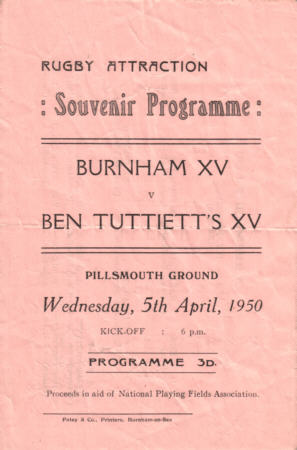 RUGBY ATTRACTION
: Souvenir Programme :
BURNHAM XV
v
BEN TUTTIETT'S XV
PILLSMOUTH GROUND
Wednesday, 5th April, 1950
KICK-OFF : 6 p.m.
PROGRAMME 3D.
Proceeds in aid of National Playing Fields Association.
Patey & Co., Printers, Burnham-on-Sea